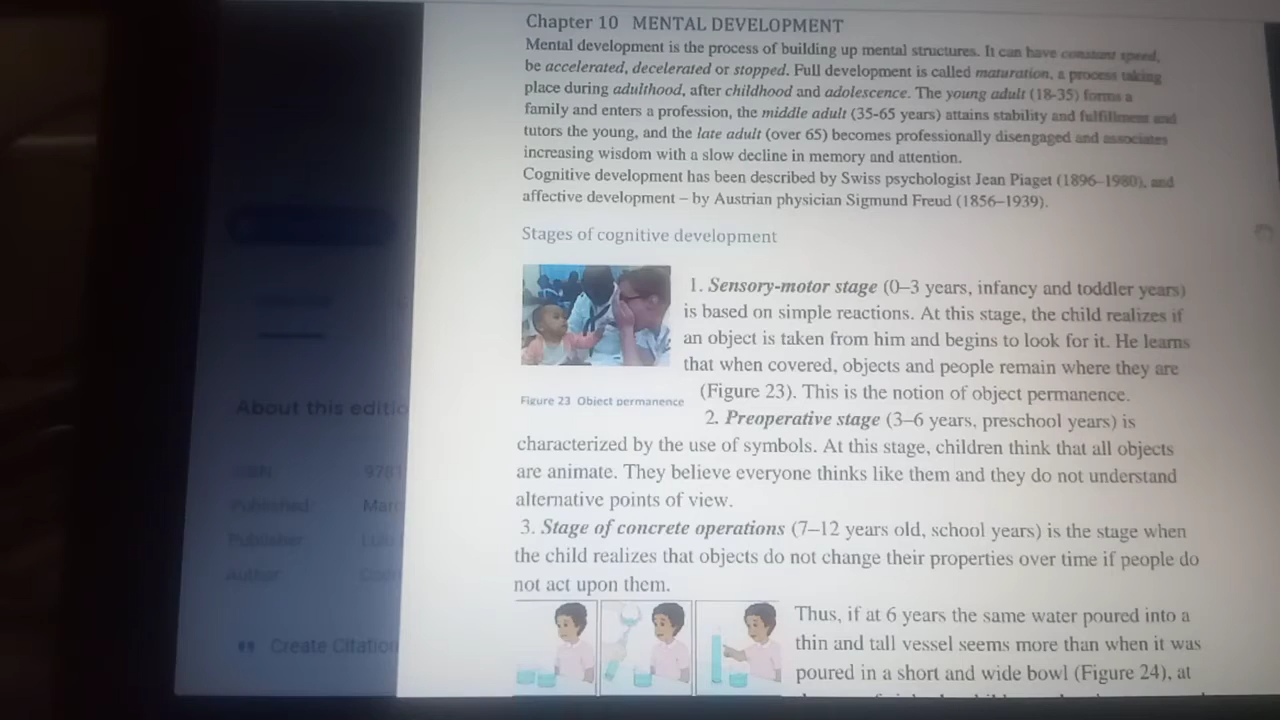 Chapter 10 MENTAL DEVELOPMENT
Mental development is the process of building up mental structures. It can have constant speed,
be accelerated, decelerated or stopped. Full development is called maturation, a process taking
place during adulthood, after childhood and adolescence. The young adult (18-35) forms a
family and enters a profession, the middle adult (35-65 years) attains stability and fulfillment and
tutors the young, and the late adult (over 65) becomes professionally disengaged and associates
increasing wisdom with a slow decline in memory and attention.
Cognitive development has been described by Swiss psychologist Jean Piaget (1896–1980), and
affective development – by Austrian physician Sigmund Freud (1856–1939).
Stages of cognitive development
1. Sensory-motor stage (0–3 years, infancy and toddler years)
is based on simple reactions. At this stage, the child realizes if
an object is taken from him and begins to look for it. He learns
that when covered, objects and people remain where they are
(Figure 23). This is the notion of object permanence.
Figure 23 Object permanence
2. Preoperative stage (3–6 years, preschool years) is
characterized by the use of symbols. At this stage, children think that all objects
are animate. They believe everyone thinks like them and they do not understand
alternative points of view.
3. Stage of concrete operations (7–12 years old, school years) is the stage when
the child realizes that objects do not change their properties over time if people do
not act upon them.
Thus, if at 6 years the same water poured into a
thin and tall vessel seems more than when it was
poured in a short and wide bowl (Figure 24), at
About this editio
ISBN 978
Published: Mar
Publisher: Lulu
Author:
Create Citation